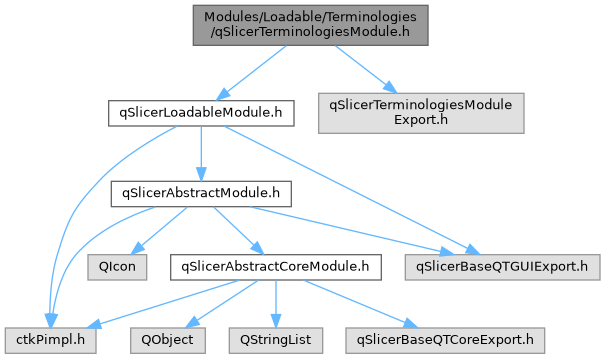 Modules/Loadable/Terminologies
/qSlicerTerminologiesModule.h
qSlicerLoadableModule.h
qSlicerTerminologiesModule
Export.h
qSlicerAbstractModule.h
QIcon
qSlicerAbstractCoreModule.h
qSlicerBaseQTGUIExport.h
ctkPimpl.h
QObject
QStringList
qSlicerBaseQTCoreExport.h